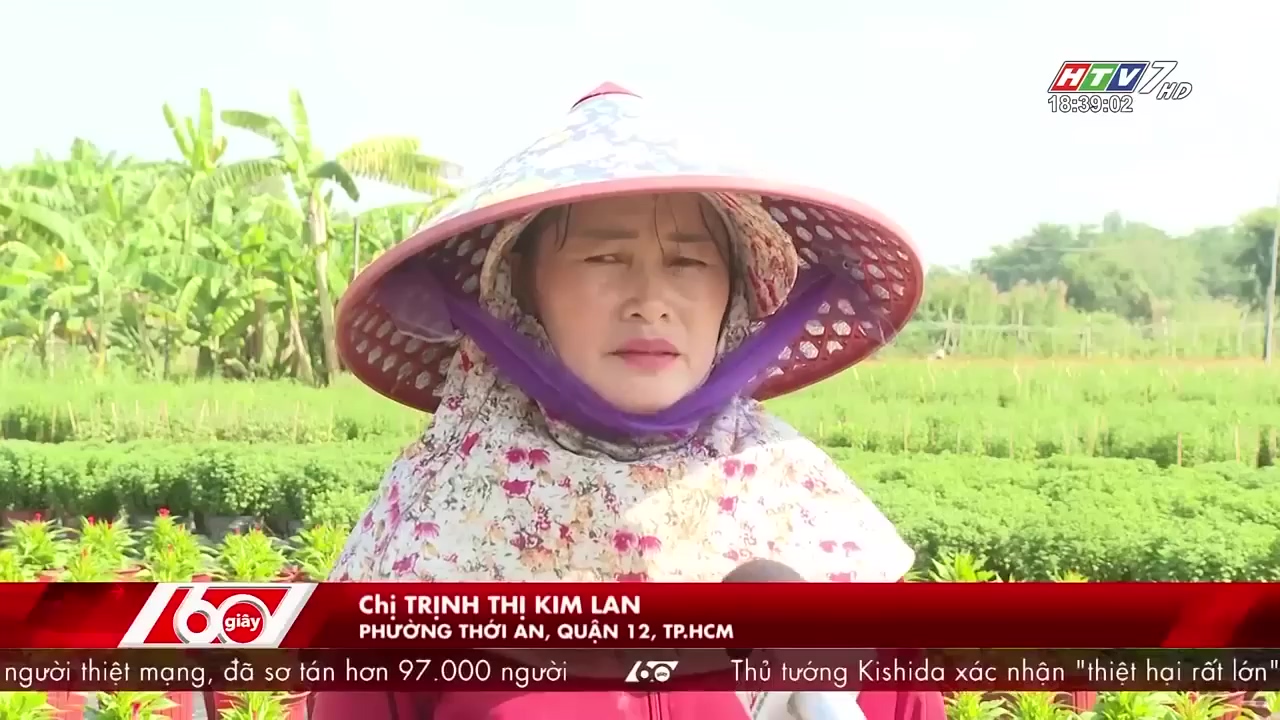 HTV7 HD
18:39:02
60 giây
Chị TRỊNH THỊ KIM LAN
PHƯỜNG THỚI AN, QUẬN 12, TP.HCM
người thiệt mạng, đã sơ tán hơn 97.000 người 60 giây Thủ tướng Kishida xác nhận "thiệt hại rất lớn"